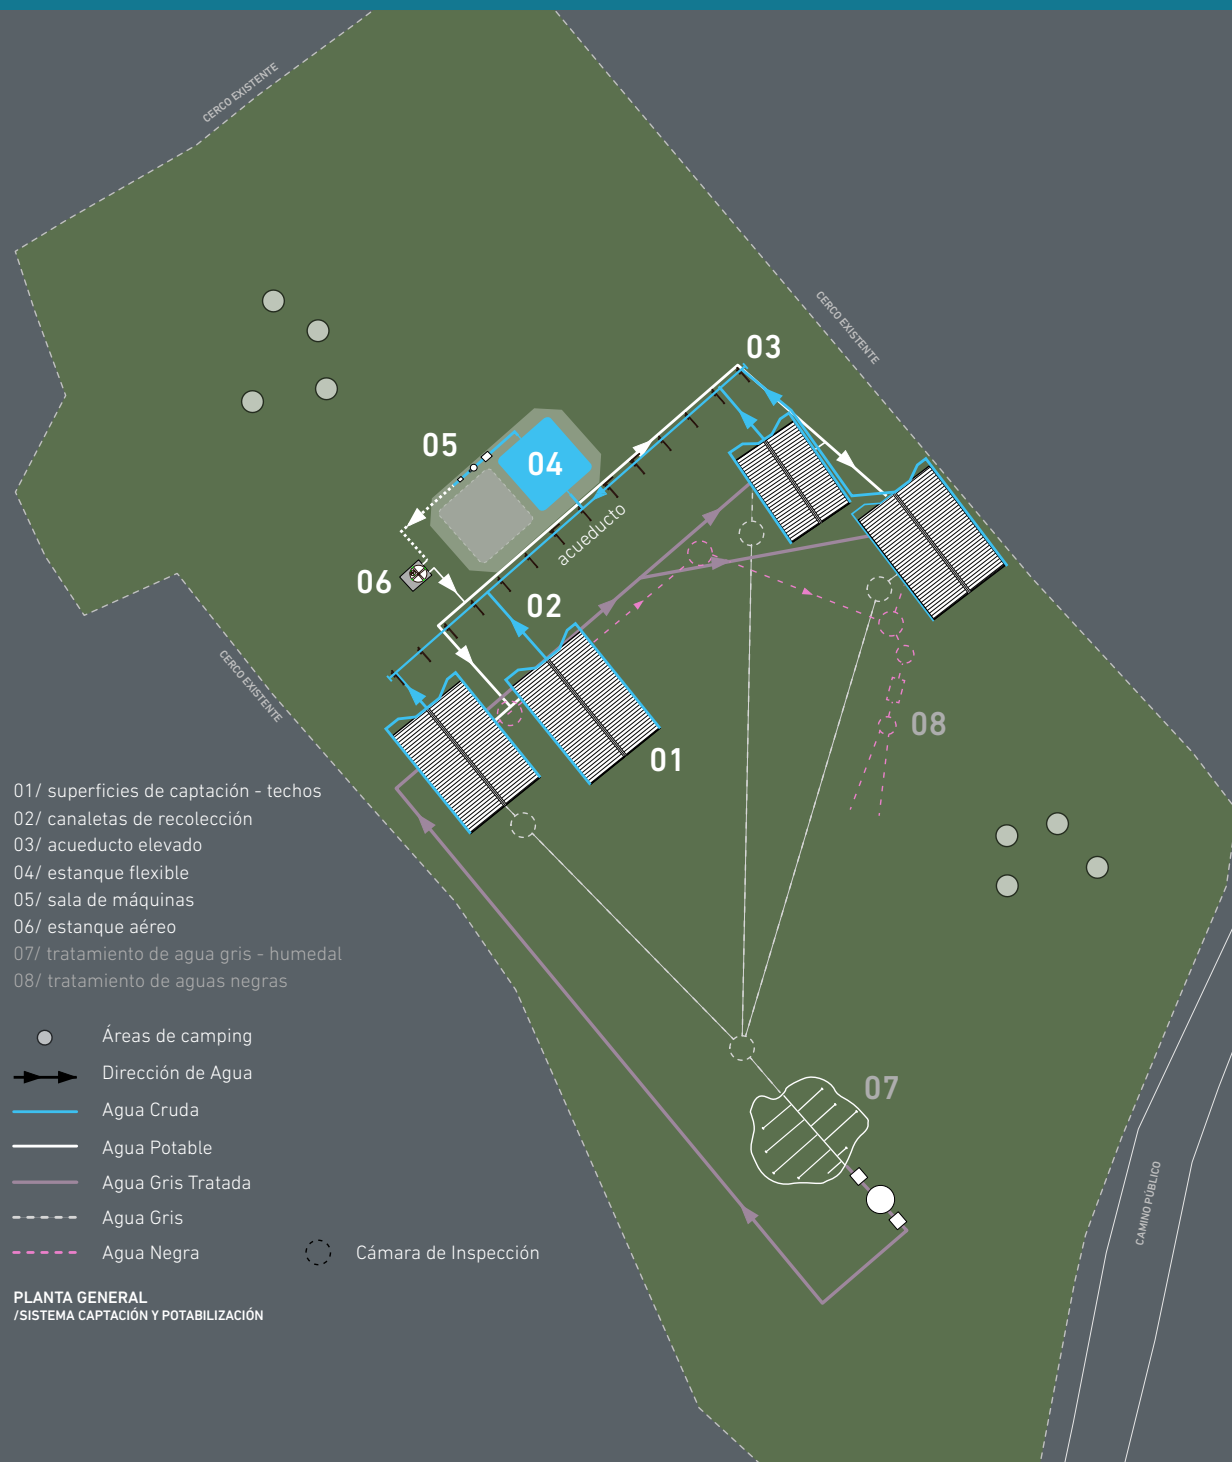 CERCO EXISTENTE
CERCO EXISTENTE
03
05
04
acueducto
06
02
CERCO EXISTENTE
08
01
01/ superficies de captación - techos
02/ canaletas de recolección
03/ acueducto elevado
04/ estanque flexible
05/ sala de máquinas
06/ estanque aéreo
07/ tratamiento de agua gris - humedal
08/ tratamiento de aguas negras
Áreas de camping
Dirección de Agua
07
Agua Cruda
Agua Potable
Agua Gris Tratada
CAMINO PÚBLICO
Agua Gris
Agua Negra
Cámara de Inspección
PLANTA GENERAL
/SISTEMA CAPTACIÓN Y POTABILIZACIÓN